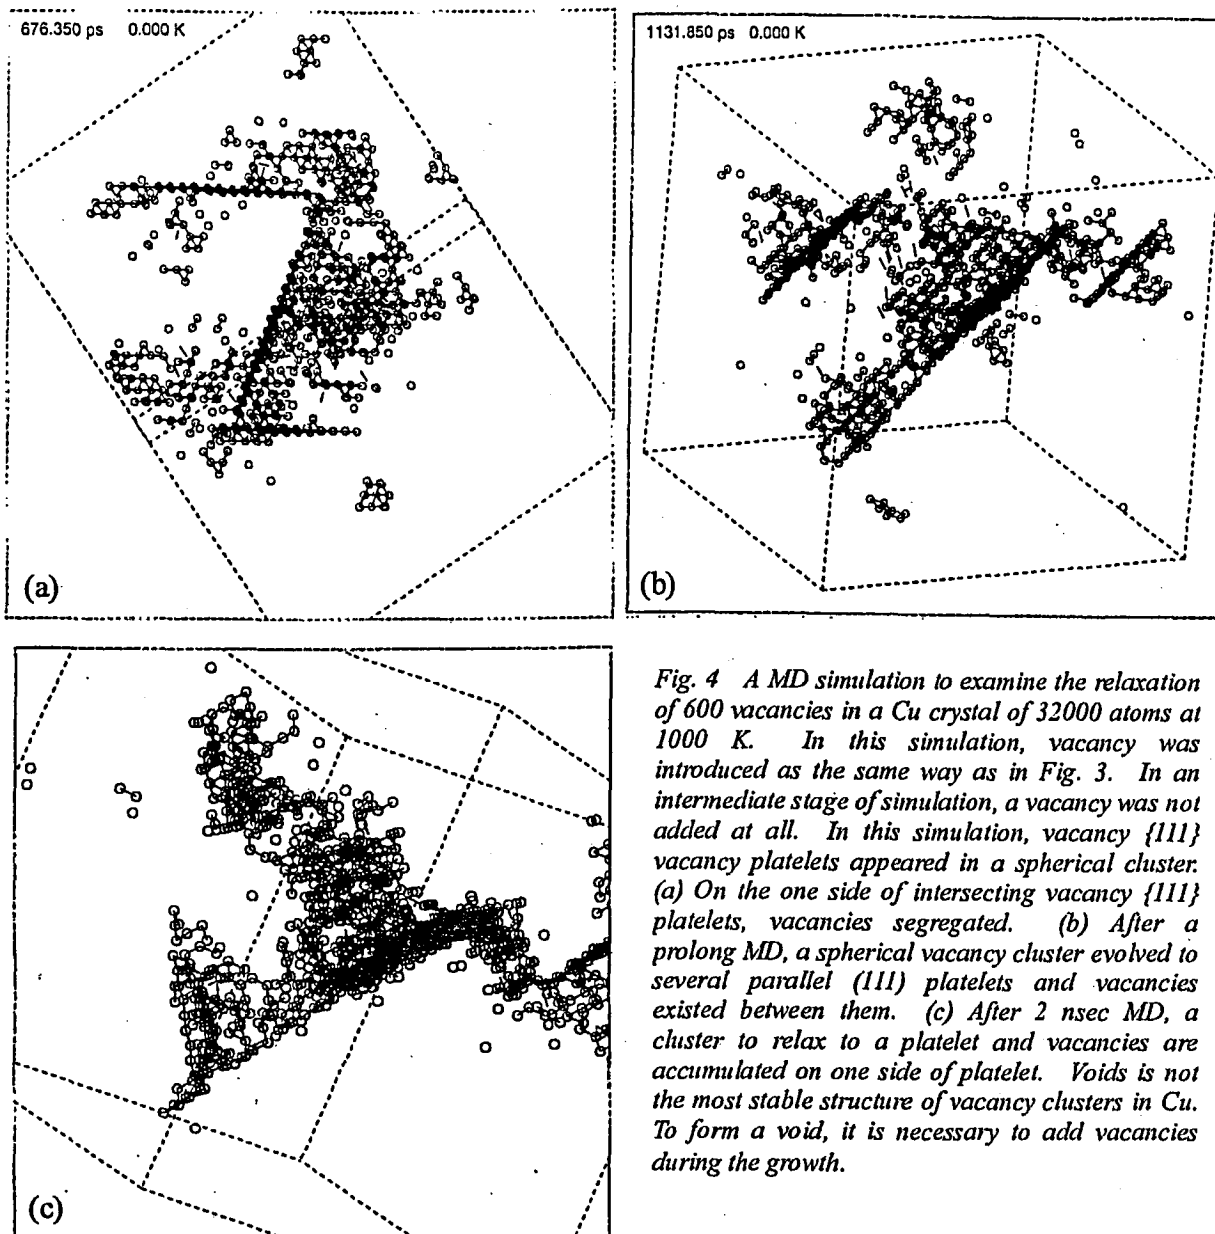 676.350 ps 0.000 K
1131.850 ps 0.000 K
(a)
(b)
(c)
Fig. 4 A MD simulation to examine the relaxation
of 600 vacancies in a Cu crystal of 32000 atoms at
1000 K. In this simulation, vacancy was
introduced as the same way as in Fig. 3. In an
intermediate stage of simulation, a vacancy was not
added at all. In this simulation, vacancy {111}
vacancy platelets appeared in a spherical cluster.
(a) On the one side of intersecting vacancy {111}
platelets, vacancies segregated. (b) After a
prolong MD, a spherical vacancy cluster evolved to
several parallel (111) platelets and vacancies
existed between them. (c) After 2 nsec MD, a
cluster to relax to a platelet and vacancies are
accumulated on one side of platelet. Voids is not
the most stable structure of vacancy clusters in Cu.
To form a void, it is necessary to add vacancies
during the growth.